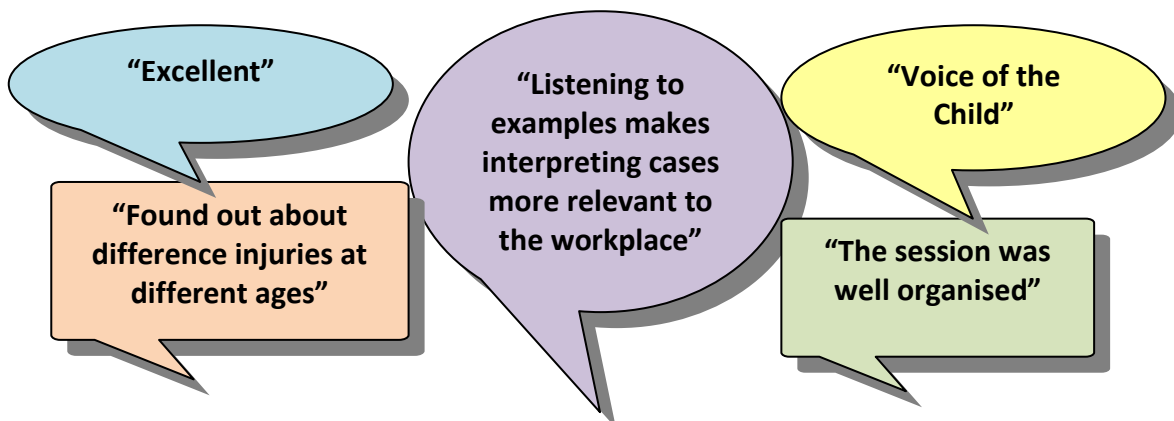 “Excellent”
“Found out about
difference injuries at
different ages”
“Listening to
examples makes
interpreting cases
more relevant to
the workplace”
“Voice of the
Child”
“The session was
well organised”